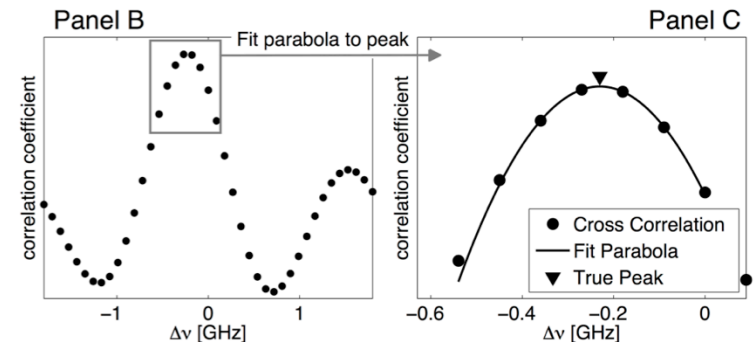 Panel B
Panel C
Fit parabola to peak
correlation coefficient
correlation coefficient
Cross Correlation
Fit Parabola
True Peak
−1 0 1
−0.6 −0.4 −0.2 0
Δν [GHz]
Δν [GHz]